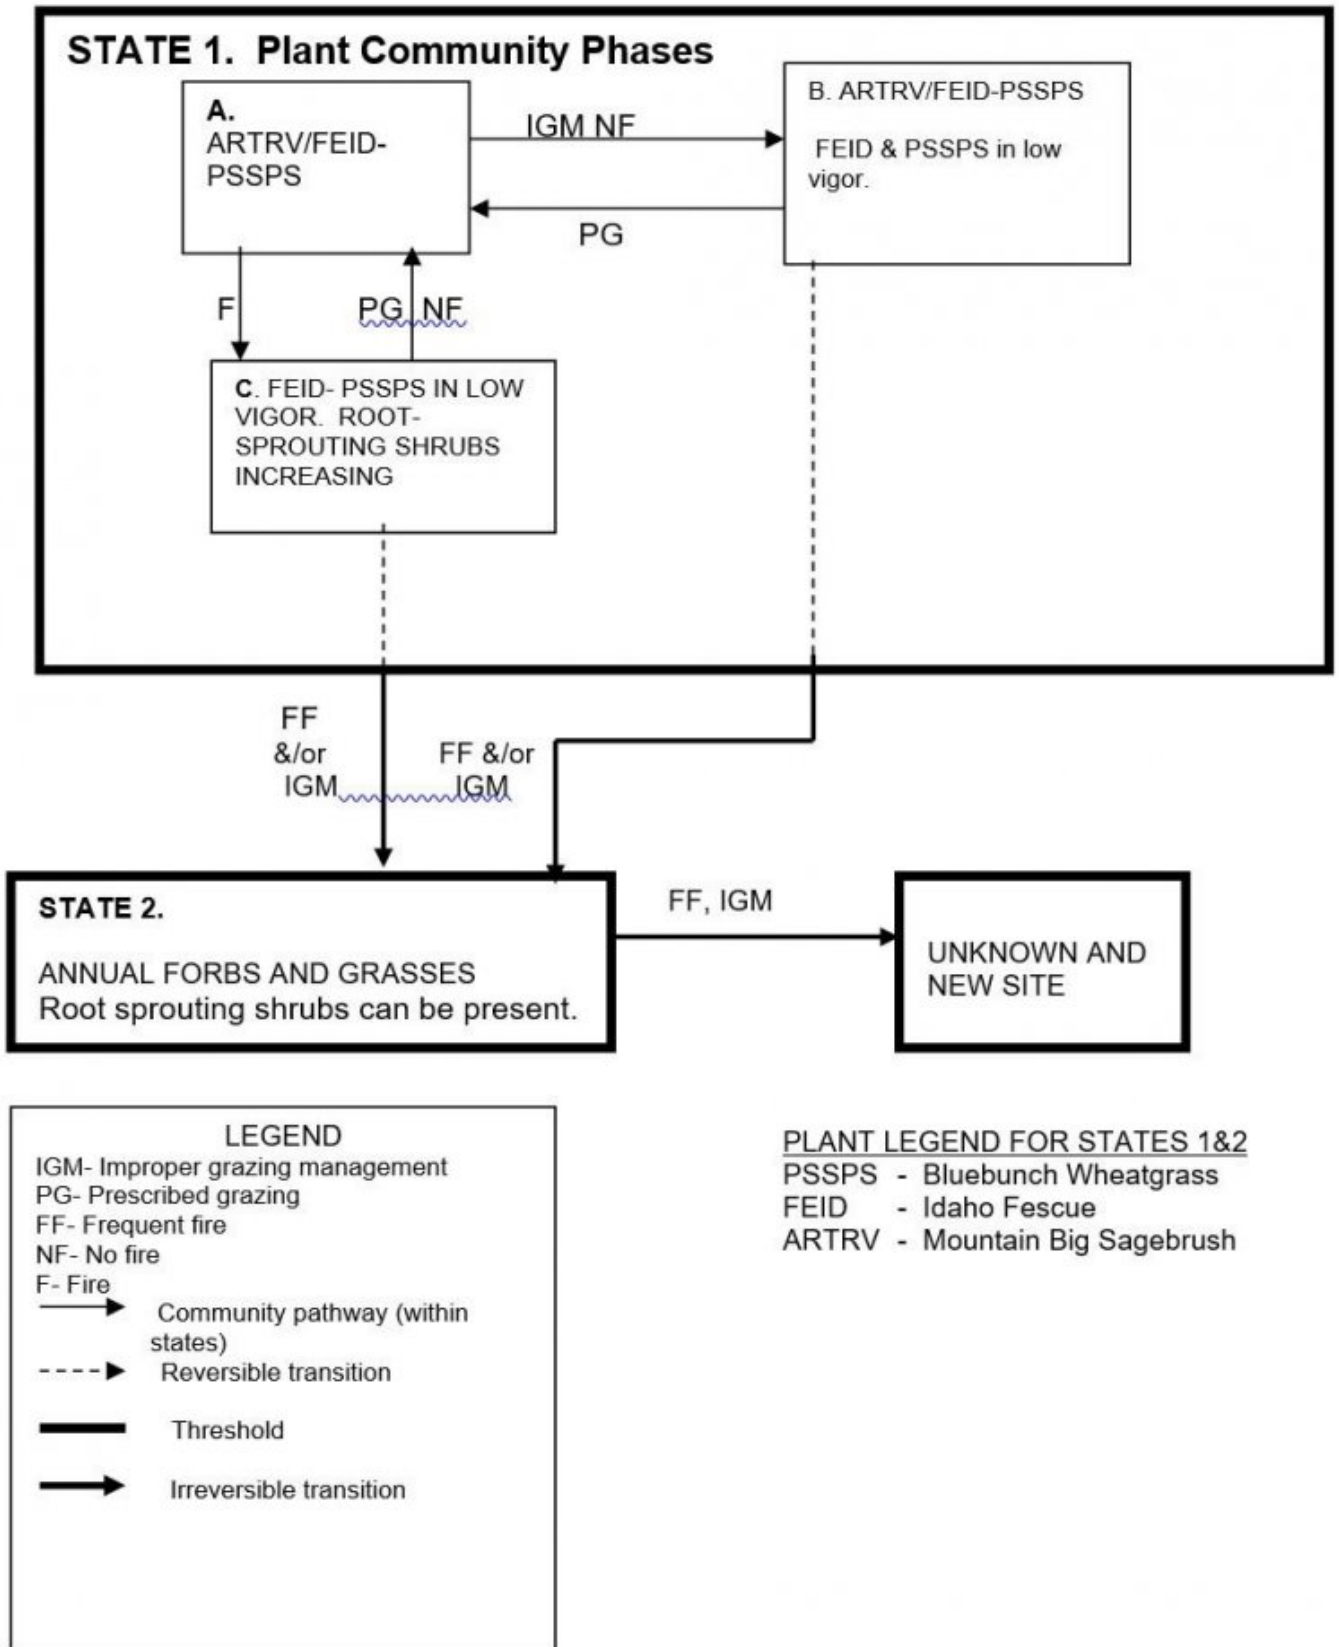 STATE 1. Plant Community Phases
A.
ARTRV/FEID-
PSSPS
IGM NF
B. ARTRV/FEID-PSSPS
FEID & PSSPS in low
vigor.
PG
F
PG NF
C. FEID- PSSPS IN LOW
VIGOR. ROOT-
SPROUTING SHRUBS
INCREASING
FF
&/or
IGM
FF &/or
IGM
STATE 2.
ANNUAL FORBS AND GRASSES
Root sprouting shrubs can be present.
FF, IGM
UNKNOWN AND
NEW SITE
LEGEND
IGM- Improper grazing management
PG- Prescribed grazing
FF- Frequent fire
NF- No fire
F- Fire
Community pathway (within
states)
Reversible transition
Threshold
Irreversible transition
PLANT LEGEND FOR STATES 1&2
PSSPS - Bluebunch Wheatgrass
FEID - Idaho Fescue
ARTRV - Mountain Big Sagebrush